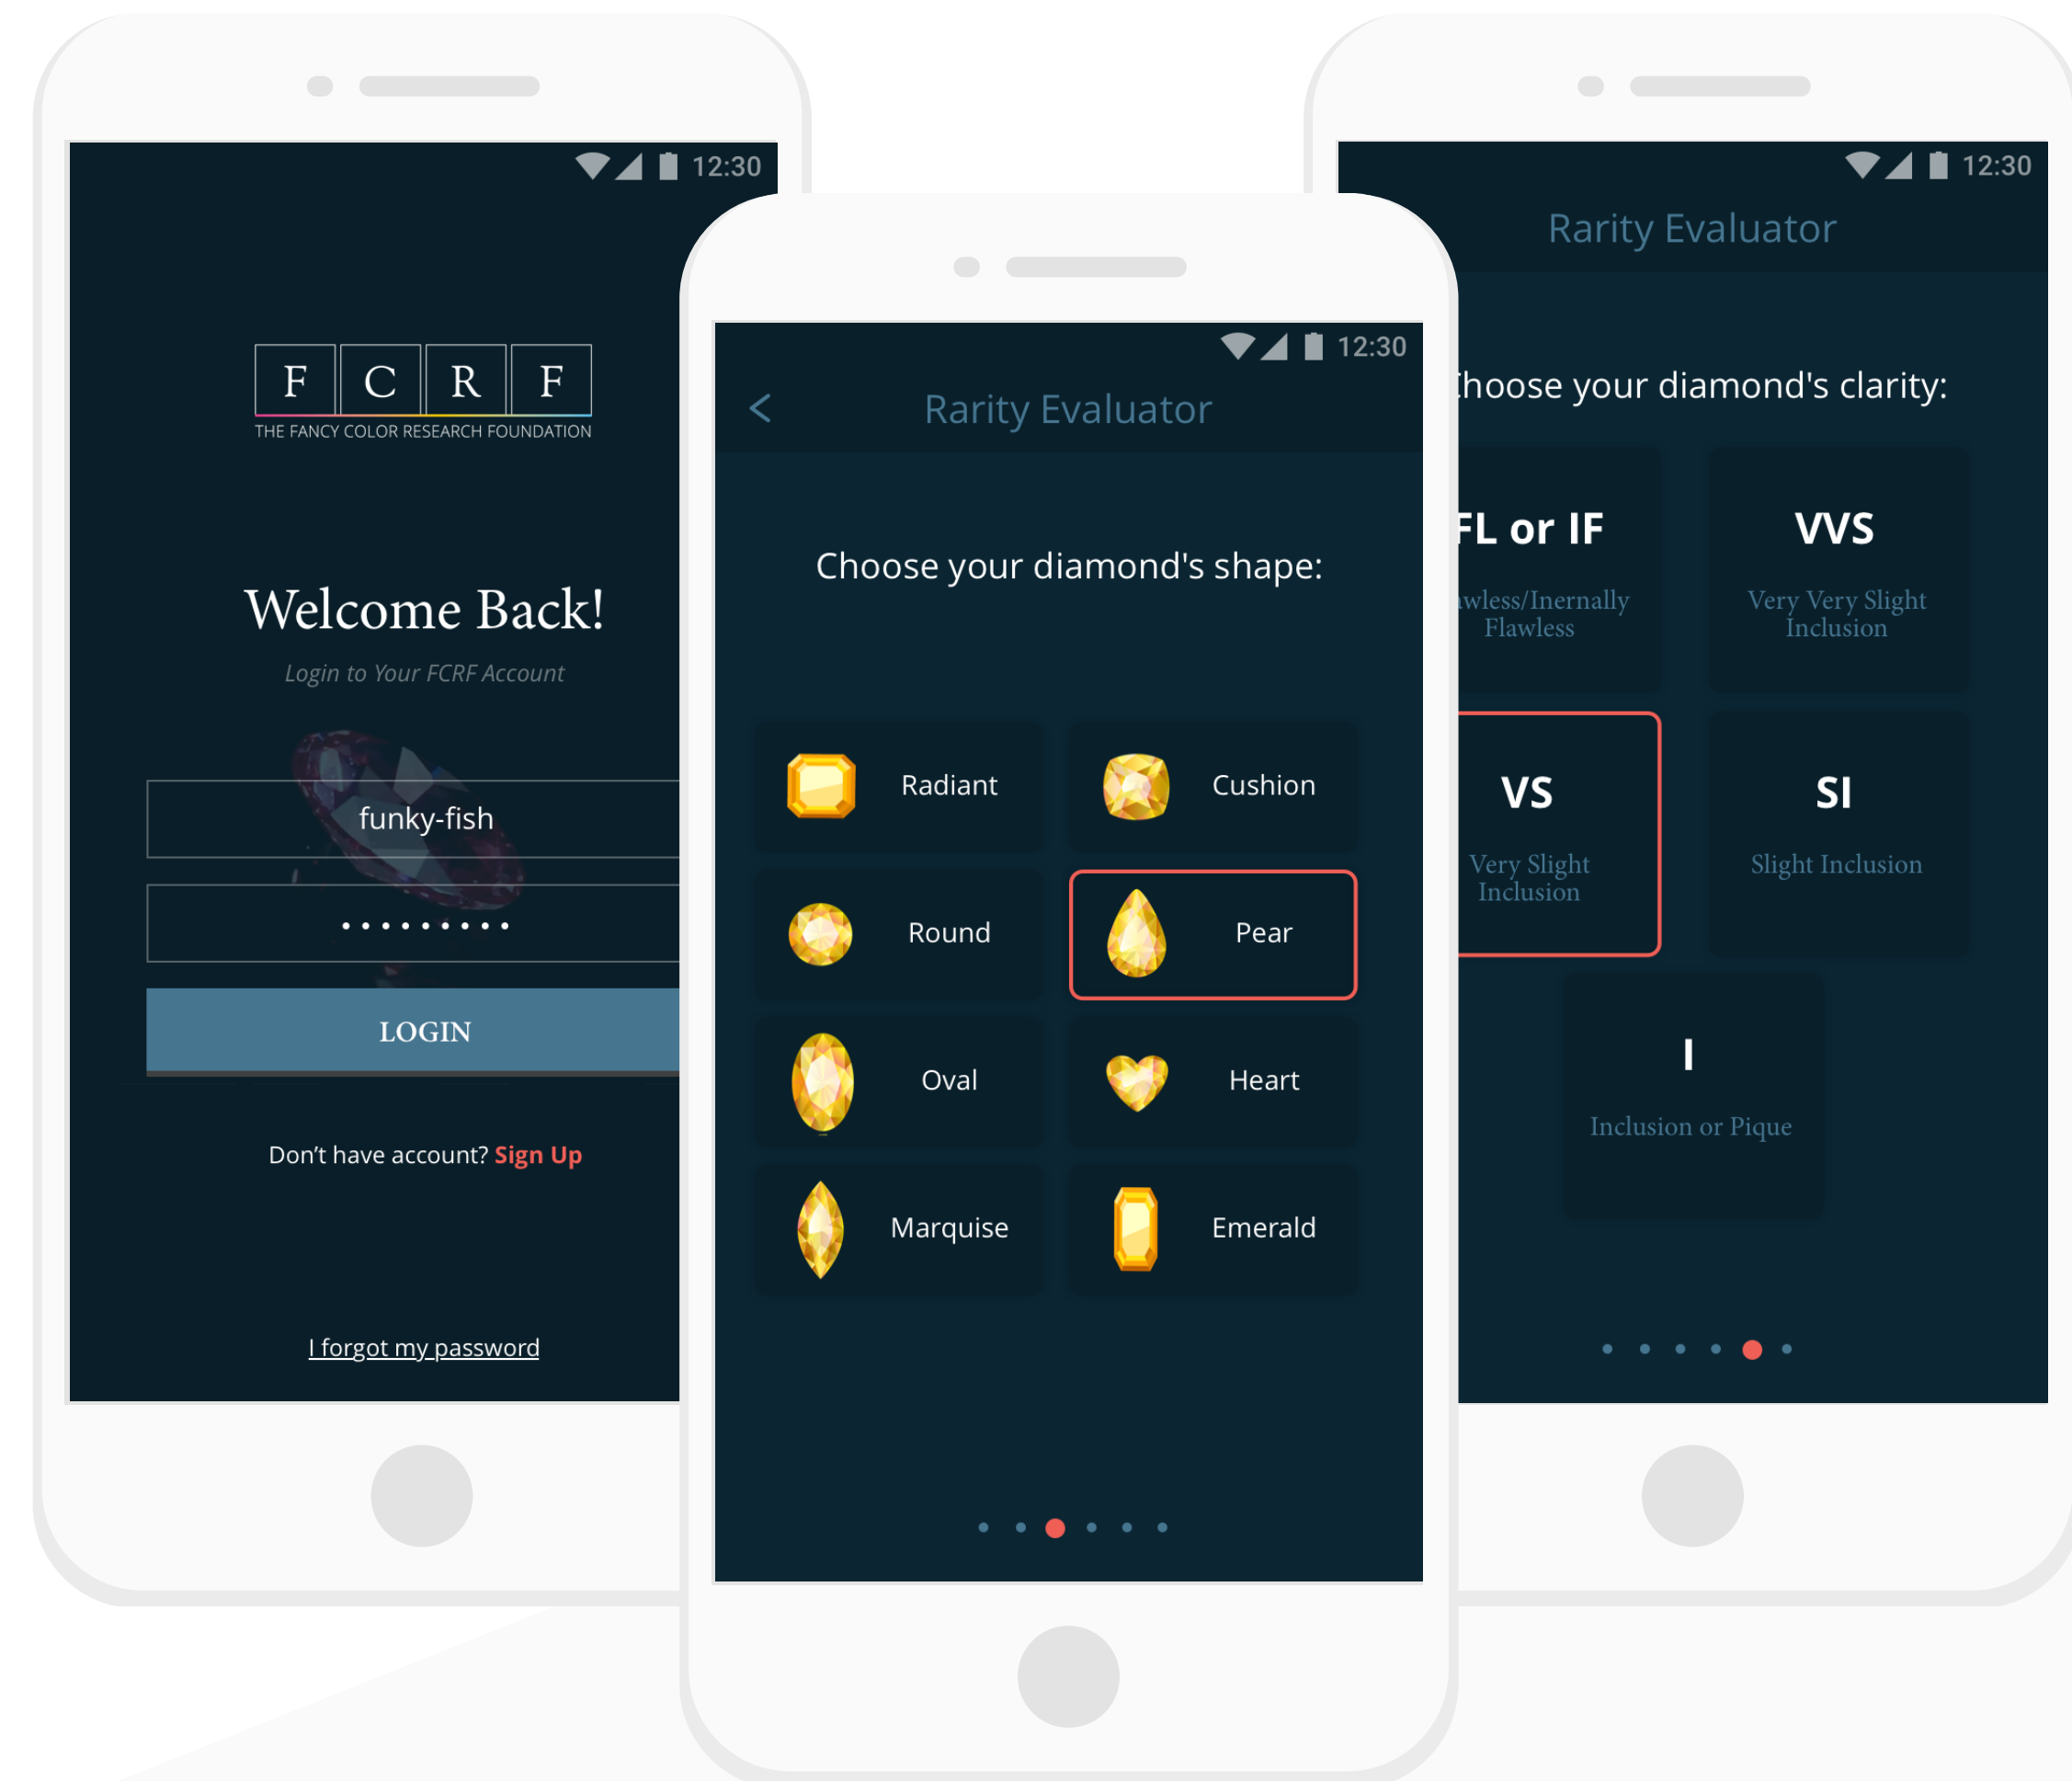 12:30
F C R F
THE FANCY COLOR RESEARCH FOUNDATION
Welcome Back!
Login to Your FCRF Account
funky-fish
LOGIN
Don't have account? Sign Up
I forgot my password
12:30
Rarity Evaluator
Choose your diamond's shape:
Radiant
Cushion
Round
Pear
Oval
Heart
Marquise
Emerald
12:30
Rarity Evaluator
your diamond's clarity:
FL or IF
Flawless
VVS
Very Very Slight
Inclusion
VS
Very Slight
Inclusion
SI
Slight Inclusion
I
Inclusion or Pique